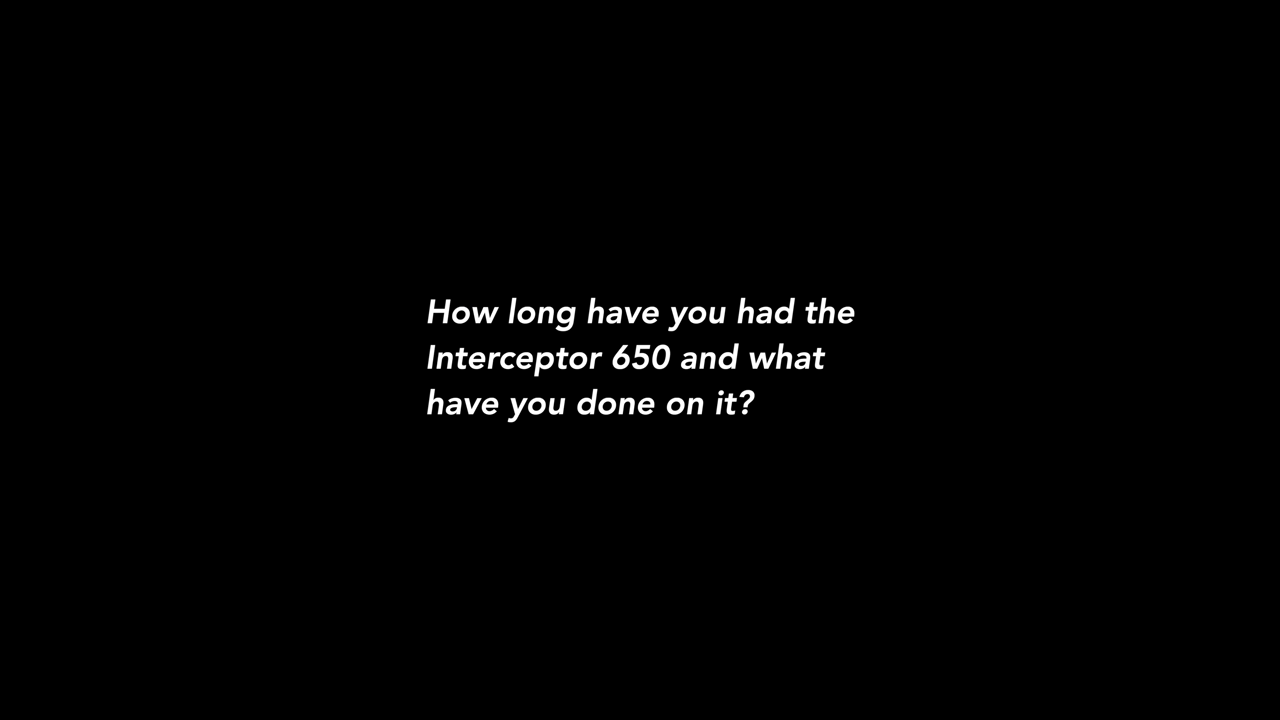 How long have you had the
Interceptor 650 and what
have you done on it?